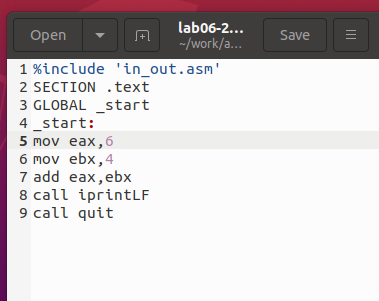 Open
lab06-2...
~/work/a...
Save
1 %include 'in_out.asm'
2 SECTION .text
3 GLOBAL _start
4 _start:
5 mov eax,6
6 mov ebx,4
7 add eax,ebx
8 call iprintLF
9 call quit